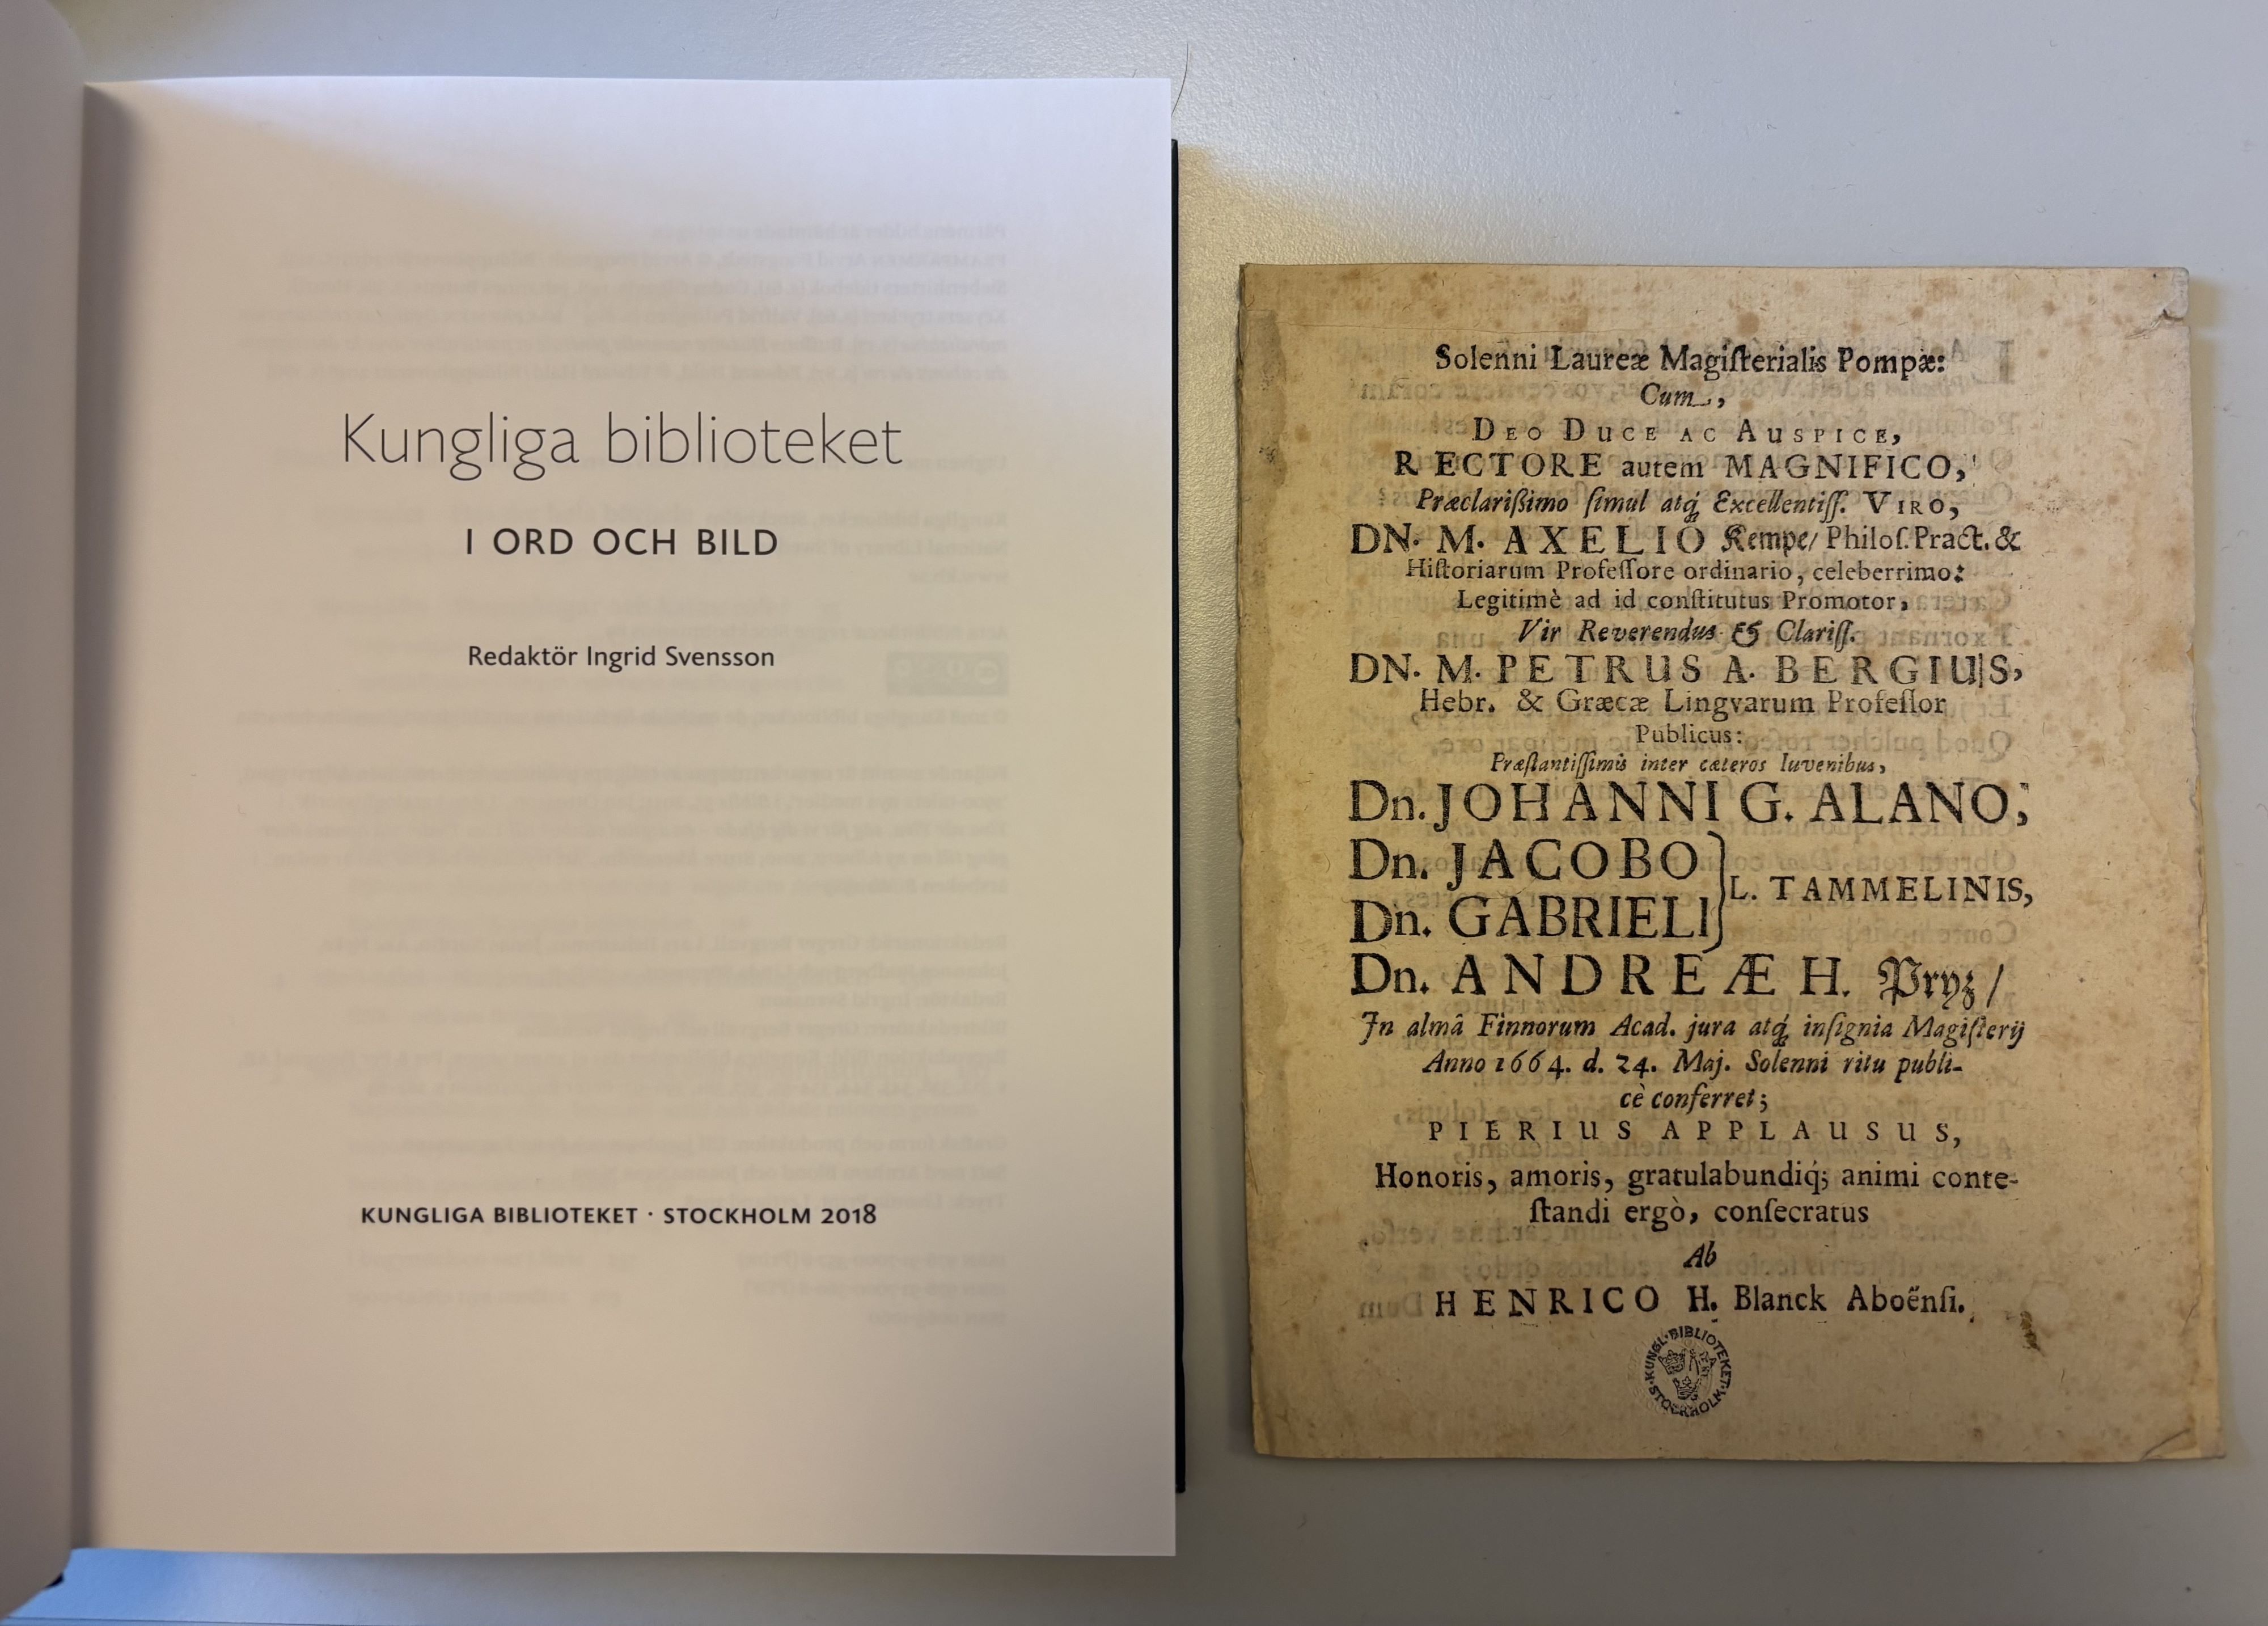 Kungliga biblioteket
I ORD OCH BILD
Redaktör Ingrid Svensson
KUNGLIGA BIBLIOTEKET · STOCKHOLM 2018
Solenni Laureæ Magiſterialis Pompæ:
Cum,
DEO DUCE AC AUSPICE,
RECTORE autem MAGNIFICO,
Præclarißimo ſimul atq́; Excellentiſſ. VIRO,
DN. M. AXELIO Kempe/ Philoſ. Pract. &
Hiſtoriarum Profeſſore ordinario, celeberrimo:
Legitimè ad id conſtitutus Promotor,
Vir Reverendus & Clariſſ.
DN. M. PETRUS A. BERGIUS,
Hebr. & Græcæ Lingvarum Profeſſor
Publicus:
Præſtantiſſimis inter cæteros Iuvenibus,
Dn. JOHANNI G. ALANO,
Dn. JACOBO
Dn. GABRIELI} L. TAMMELINIS,
Dn. ANDREÆ H. Pryz/
In almâ Finnorum Acad. jura atq́; inſignia Magiſterij
Anno 1664. d. 24. Maj. Solenni ritu publi-
cè conferret;
PIERIUS APPLAUSUS,
Honoris, amoris, gratulabundiq́; animi conte-
ſtandi ergò, conſecratus
Ab
HENRICO H. Blanck Aboënſi.
KUNGL. BIBLIOTEKET · STOCKHOLM ·